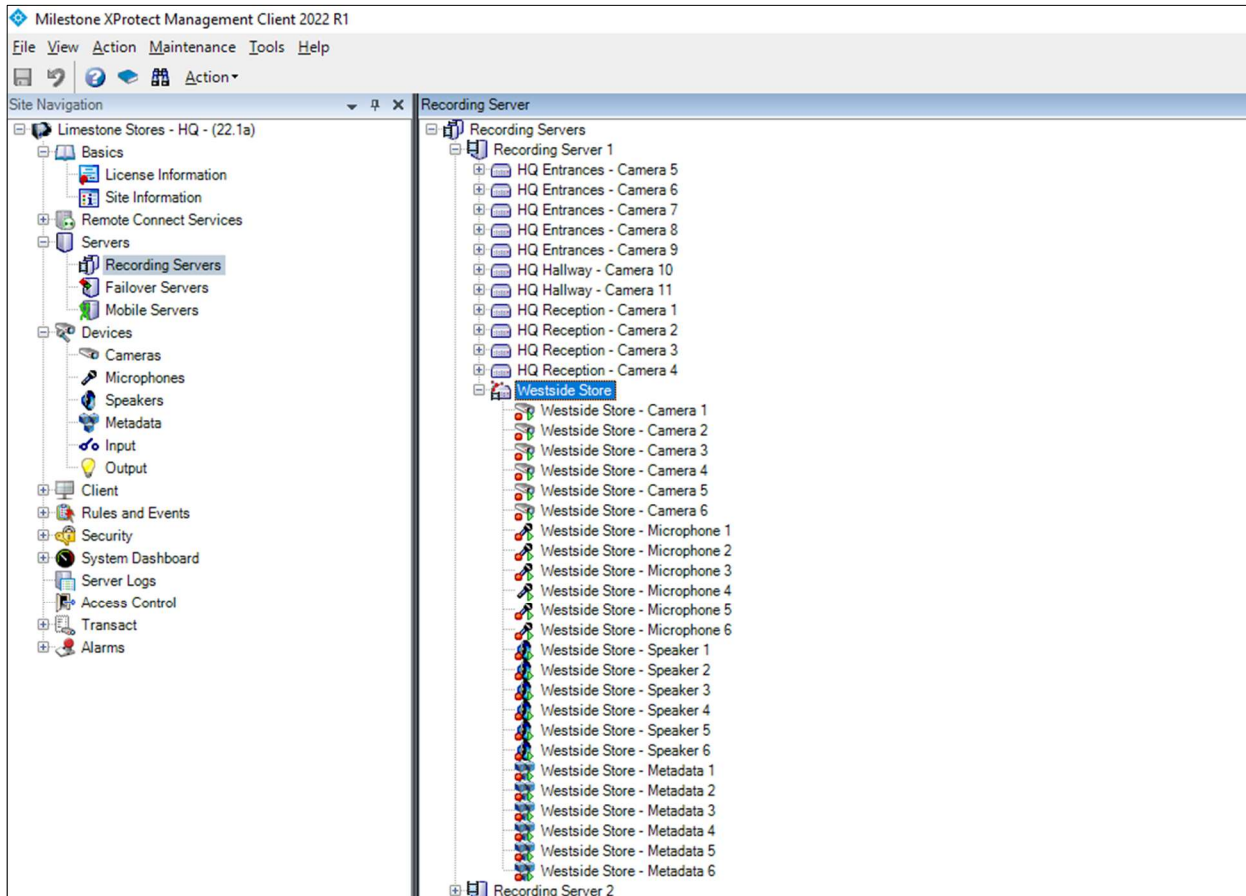 Milestone XProtect Management Client 2022 R1
File View Action Maintenance Tools Help
Action
Site Navigation
Limestone Stores - HQ - (22.1a)
Basics
License Information
Site Information
Remote Connect Services
Servers
Recording Servers
Failover Servers
Mobile Servers
Devices
Cameras
Microphones
Speakers
Metadata
Input
Output
Client
Rules and Events
Security
System Dashboard
Server Logs
Access Control
Transact
Alarms
Recording Server
Recording Servers
Recording Server 1
HQ Entrances - Camera 5
HQ Entrances - Camera 6
HQ Entrances - Camera 7
HQ Entrances - Camera 8
HQ Entrances - Camera 9
HQ Hallway - Camera 10
HQ Hallway - Camera 11
HQ Reception - Camera 1
HQ Reception - Camera 2
HQ Reception - Camera 3
HQ Reception - Camera 4
Westside Store
Westside Store - Camera 1
Westside Store - Camera 2
Westside Store - Camera 3
Westside Store - Camera 4
Westside Store - Camera 5
Westside Store - Camera 6
Westside Store - Microphone 1
Westside Store - Microphone 2
Westside Store - Microphone 3
Westside Store - Microphone 4
Westside Store - Microphone 5
Westside Store - Microphone 6
Westside Store - Speaker 1
Westside Store - Speaker 2
Westside Store - Speaker 3
Westside Store - Speaker 4
Westside Store - Speaker 5
Westside Store - Speaker 6
Westside Store - Metadata 1
Westside Store - Metadata 2
Westside Store - Metadata 3
Westside Store - Metadata 4
Westside Store - Metadata 5
Westside Store - Metadata 6
Recording Server 2